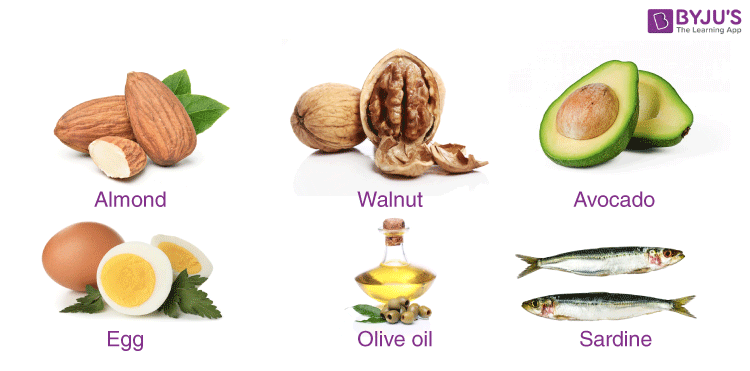 BYJU'S
The Learning App
Almond
Walnut
Avocado
Egg
Olive oil
Sardine